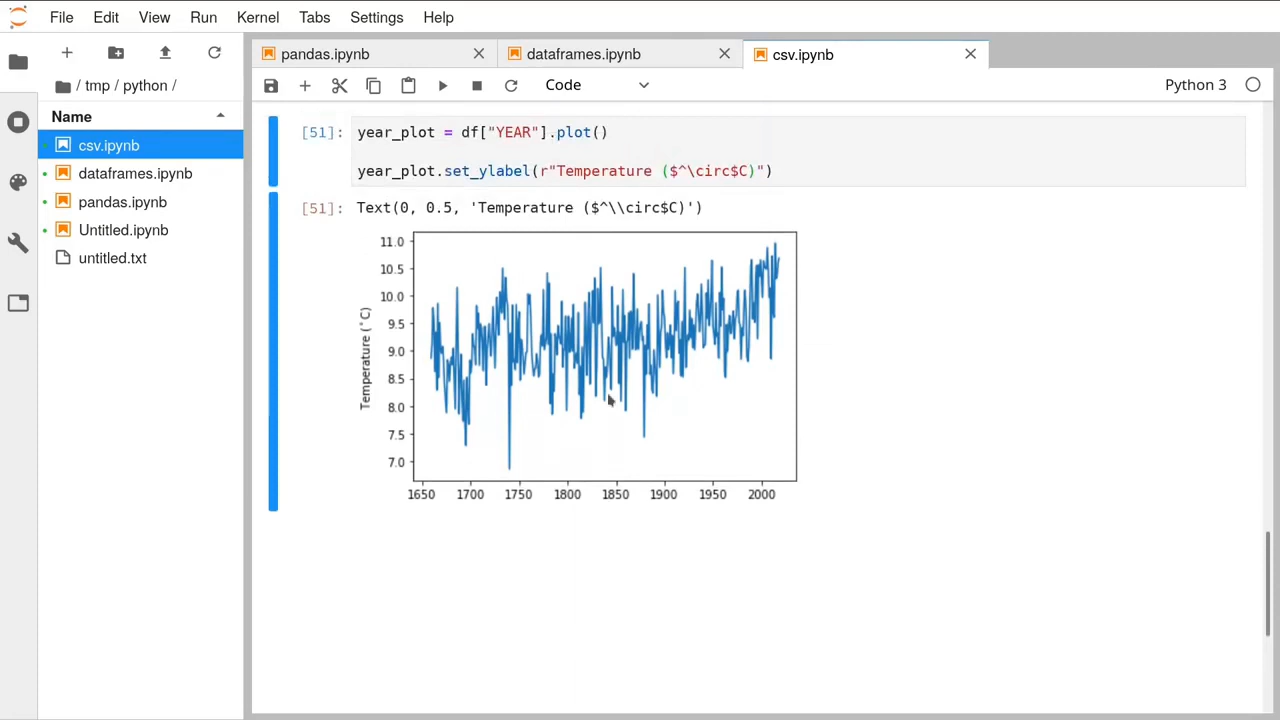 File Edit View Run Kernel Tabs Settings Help
pandas.ipynb
dataframes.ipynb
csv.ipynb
/ tmp / python /
Code
Python 3
Name
csv.ipynb
dataframes.ipynb
pandas.ipynb
Untitled.ipynb
untitled.txt
[51]: year_plot = df["YEAR"].plot()
year_plot.set_ylabel(r"Temperature ($^\circ$C)")
[51]: Text(0, 0.5, 'Temperature ($^\\circ$C)')
Temperature (°C)
11.0
10.5
10.0
9.5
9.0
8.5
8.0
7.5
7.0
1650 1700 1750 1800 1850 1900 1950 2000